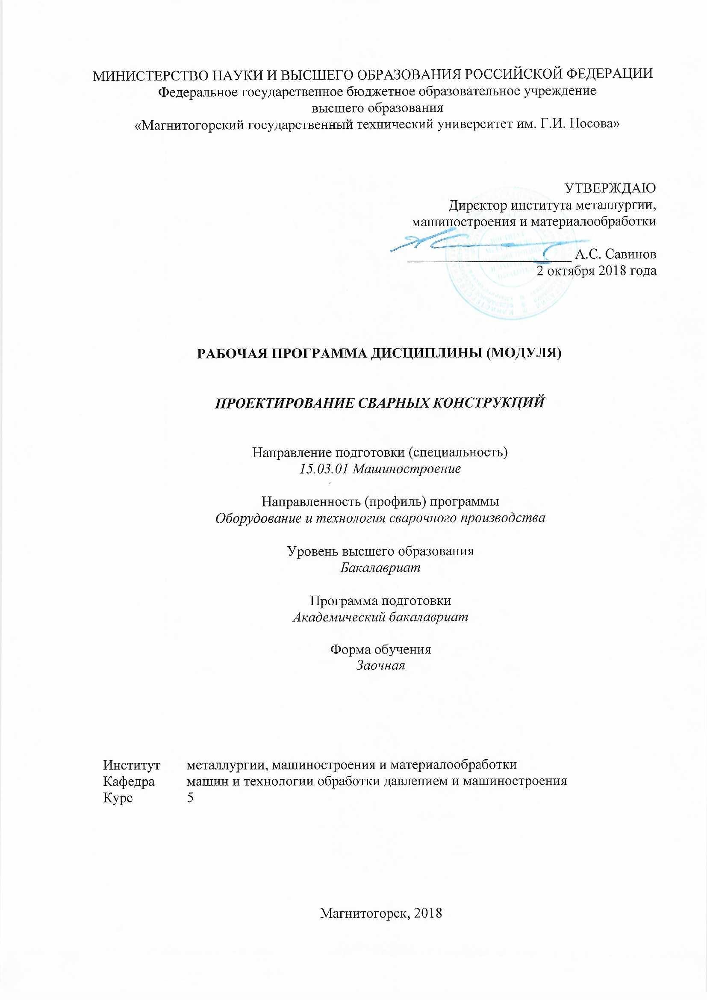 МИНИСТЕРСТВО НАУКИ И ВЫСШЕГО ОБРАЗОВАНИЯ РОССИЙСКОЙ ФЕДЕРАЦИИ
Федеральное государственное бюджетное образовательное учреждение
высшего образования
«Магнитогорский государственный технический университет им. Г.И. Носова»
УТВЕРЖДАЮ
Директор института металлургии,
машиностроения и материалообработки
А.С. Савинов
2 октября 2018 года
РАБОЧАЯ ПРОГРАММА ДИСЦИПЛИНЫ (МОДУЛЯ)
ПРОЕКТИРОВАНИЕ СВАРНЫХ КОНСТРУКЦИЙ
Направление подготовки (специальность)
15.03.01 Машиностроение
Направленность (профиль) программы
Оборудование и технология сварочного производства
Уровень высшего образования
Бакалавриат
Программа подготовки
Академический бакалавриат
Форма обучения
Заочная
Институт металлургии, машиностроения и материалообработки
Кафедра машин и технологии обработки давлением и машиностроения
Курс 5
Магнитогорск, 2018